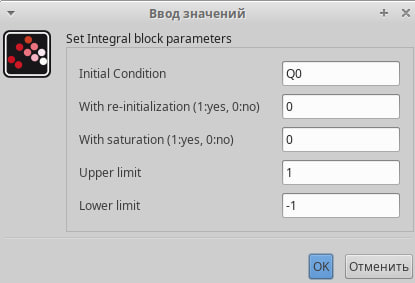 Ввод значений
Set Integral block parameters
Initial Condition Q0
With re-initialization (1:yes, 0:no) 0
With saturation (1:yes, 0:no) 0
Upper limit 1
Lower limit -1
OK Отменить